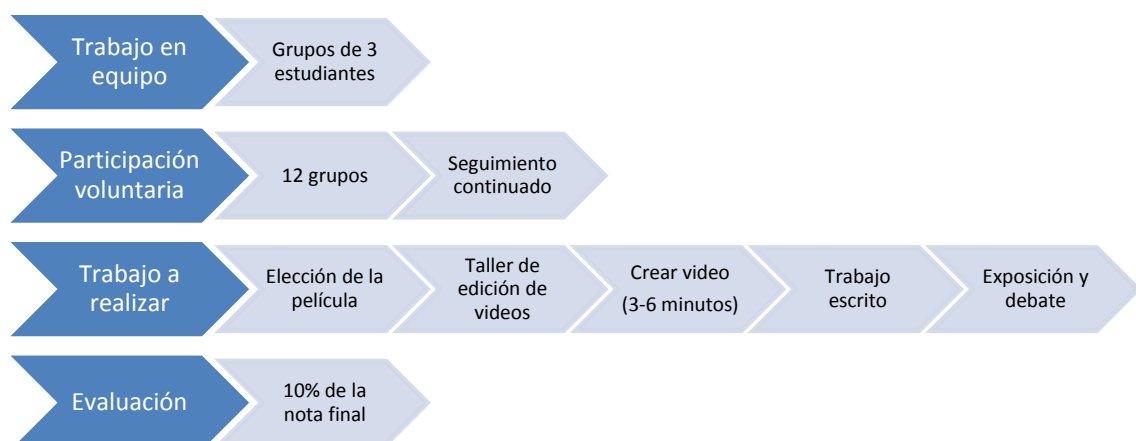 Trabajo en
equipo
Grupos de 3
estudiantes
Participación
voluntaria
12 grupos
Seguimiento
continuado
Trabajo a
realizar
Elección de la
película
Taller de
edición de
videos
Crear video
(3-6 minutos)
Trabajo
escrito
Exposición y
debate
Evaluación
10% de la
nota final